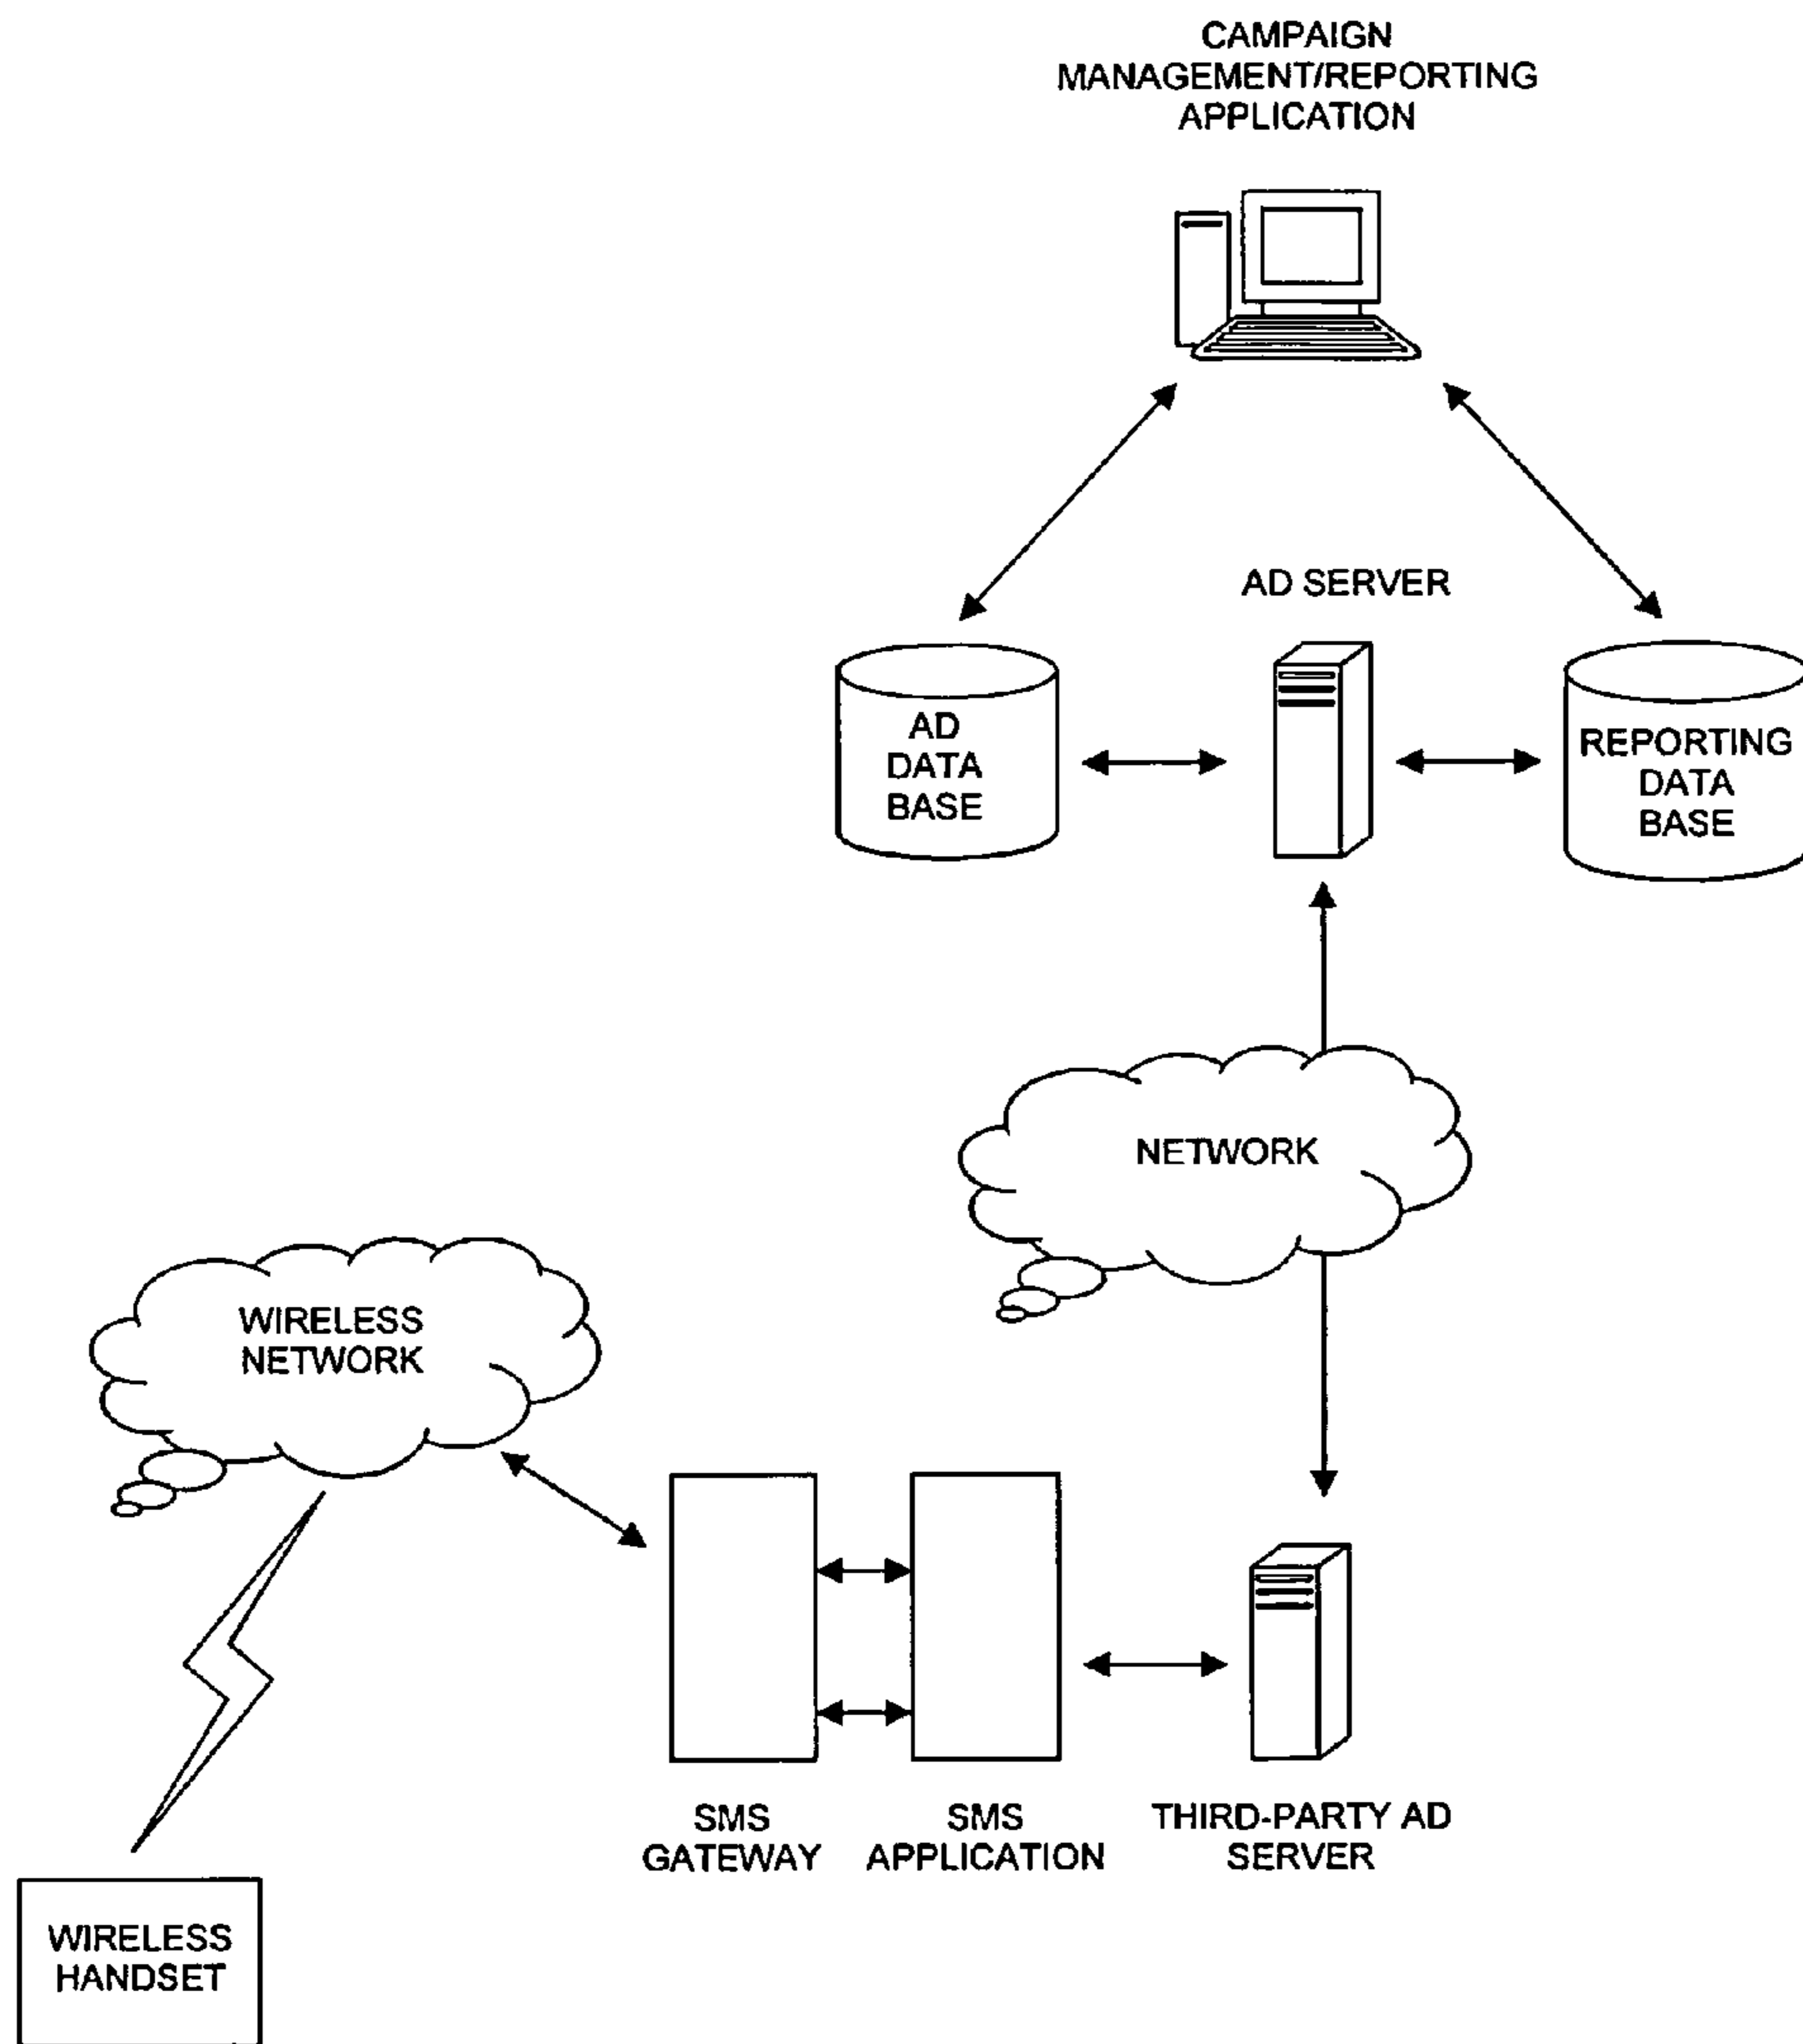 CAMPAIGN
MANAGEMENT/REPORTING
APPLICATION
AD SERVER
AD
DATA
BASE
REPORTING
DATA
BASE
NETWORK
WIRELESS
NETWORK
SMS
GATEWAY
SMS
APPLICATION
THIRD-PARTY AD
SERVER
WIRELESS
HANDSET